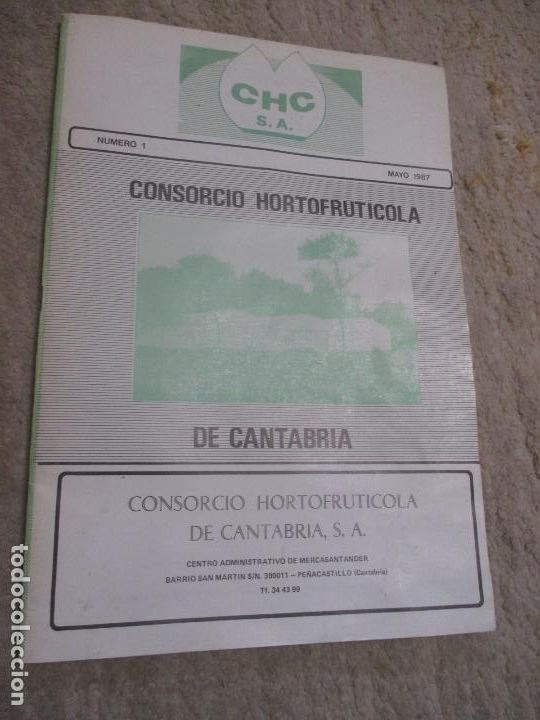 CHC
S.A.
NUMERO 1
MAYO 1987
CONSORCIO HORTOFRUTICOLA
DE CANTABRIA
CONSORCIO HORTOFRUTICOLA
DE CANTABRIA, S. A.
CENTRO ADMINISTRATIVO DE MERCASANTANDER
BARRIO SAN MARTIN S/N. 390011 – PEÑACASTILLO (Cantabria)
Tf. 34 43 99
todocoleccion